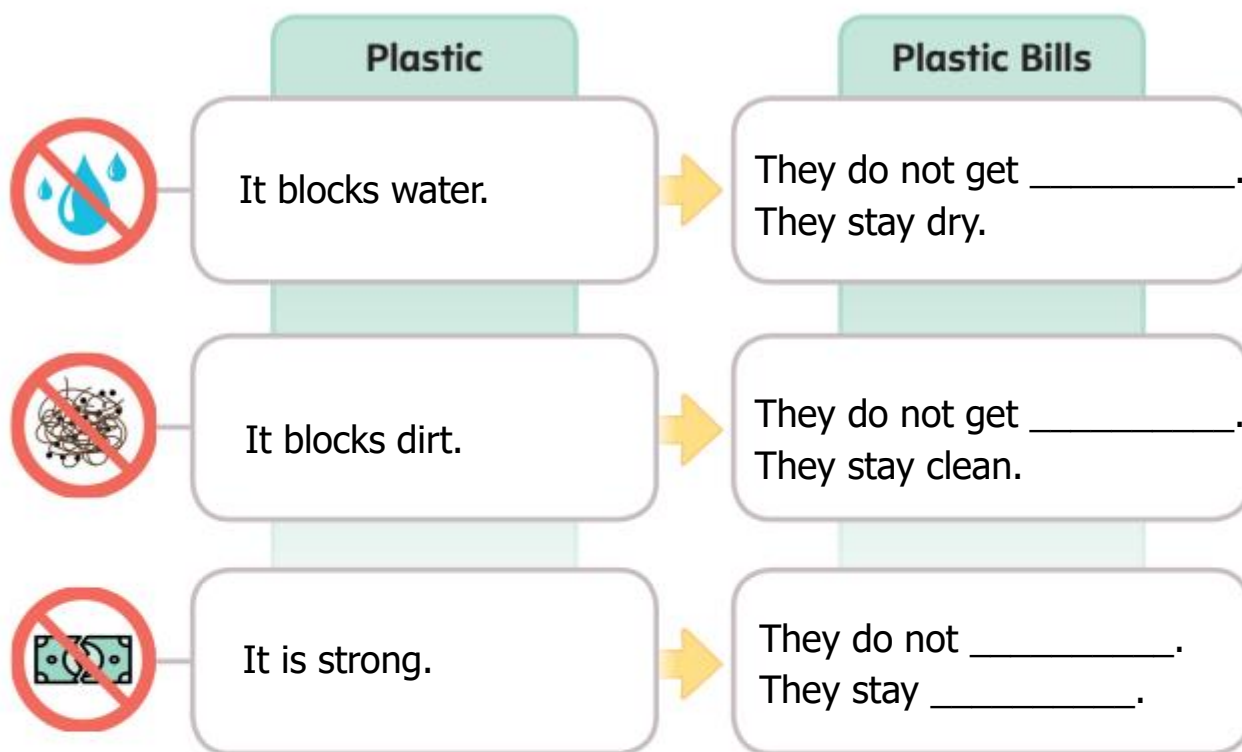 Plastic
Plastic Bills
It blocks water.
They do not get __________.
They stay dry.
It blocks dirt.
They do not get __________.
They stay clean.
It is strong.
They do not __________.
They stay __________.